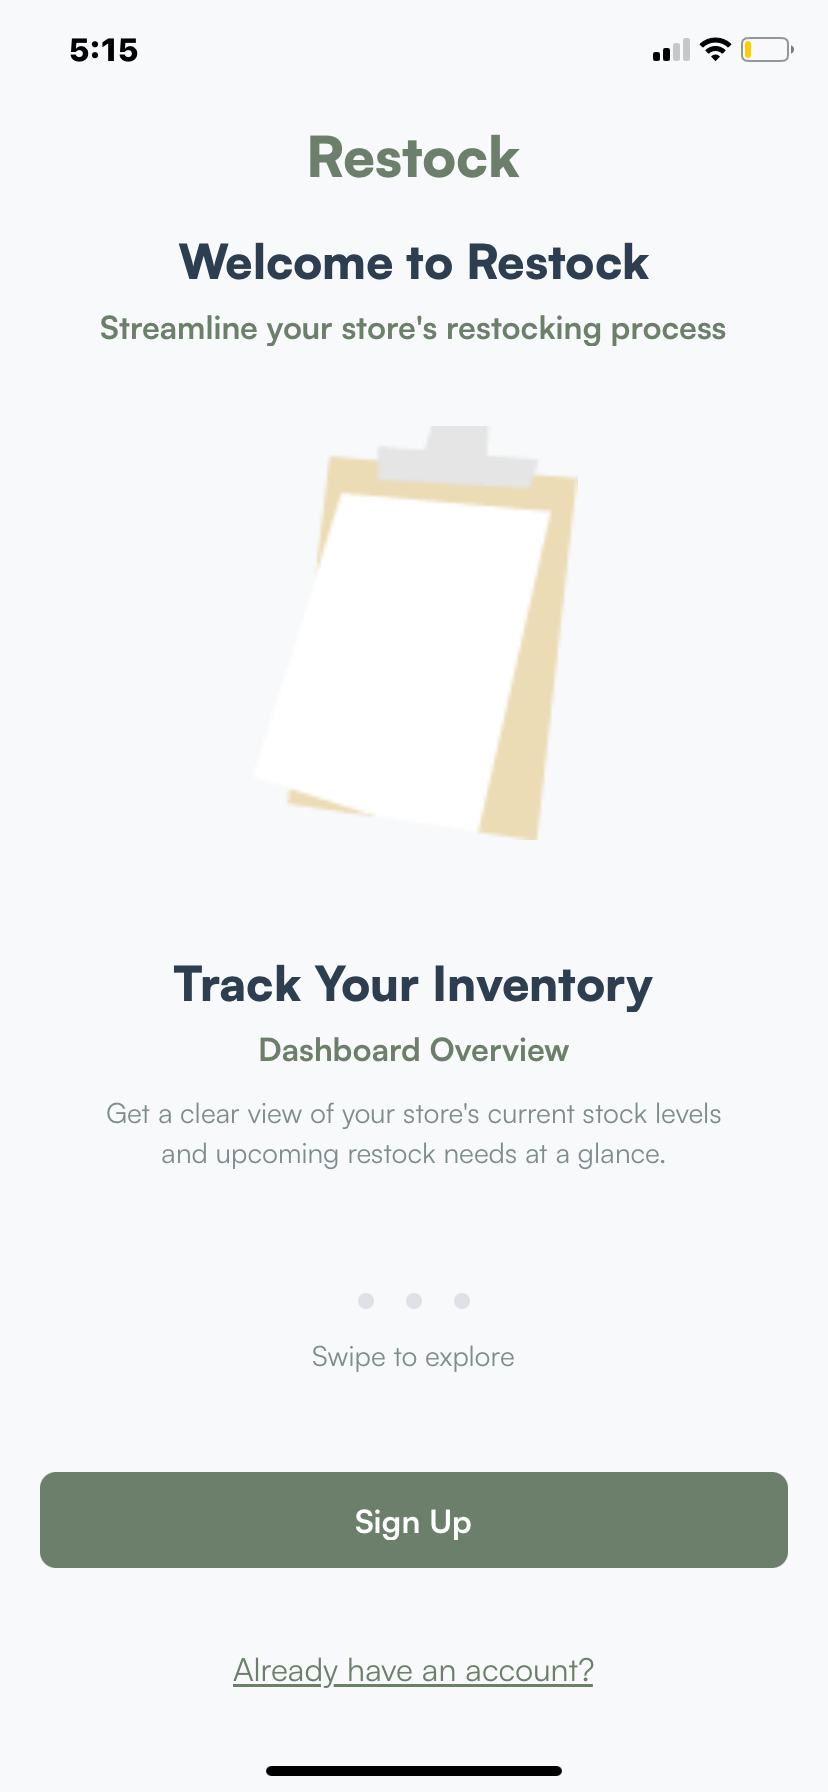 5:15
Restock
Welcome to Restock
Streamline your store's restocking process
Track Your Inventory
Dashboard Overview
Get a clear view of your store's current stock levels
and upcoming restock needs at a glance.
Swipe to explore
Sign Up
Already have an account?